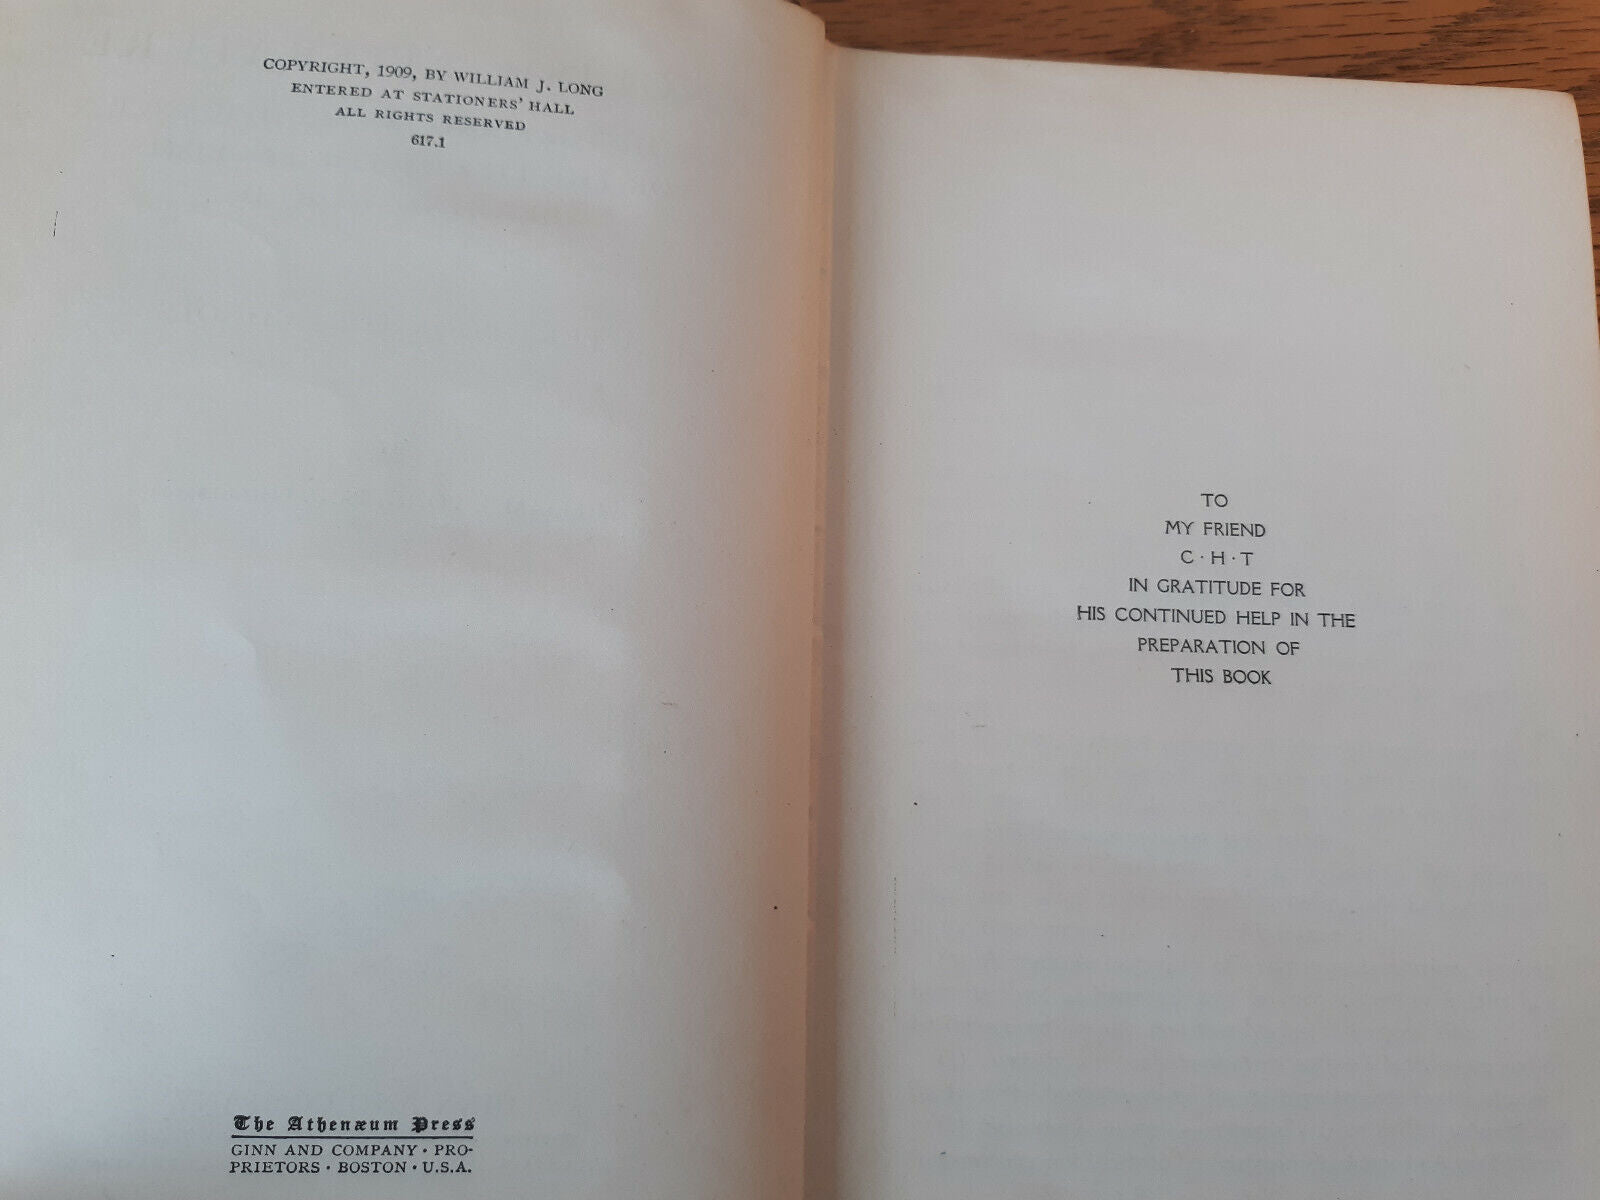 COPYRIGHT, 1909, BY WILLIAM J. LONG
ENTERED AT STATIONERS' HALL
ALL RIGHTS RESERVED
617.1
The Athenæum Press
GINN AND COMPANY · PRO-
PRIETORS · BOSTON · U.S.A.
TO
MY FRIEND
C · H · T
IN GRATITUDE FOR
HIS CONTINUED HELP IN THE
PREPARATION OF
THIS BOOK